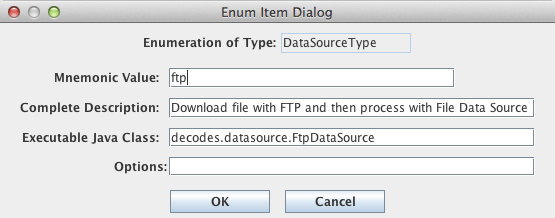 Enum Item Dialog
Enumeration of Type: DataSourceType
Mnemonic Value: ftp
Complete Description: Download file with FTP and then process with File Data Source
Executable Java Class: decodes.datasource.FtpDataSource
Options:
OK Cancel